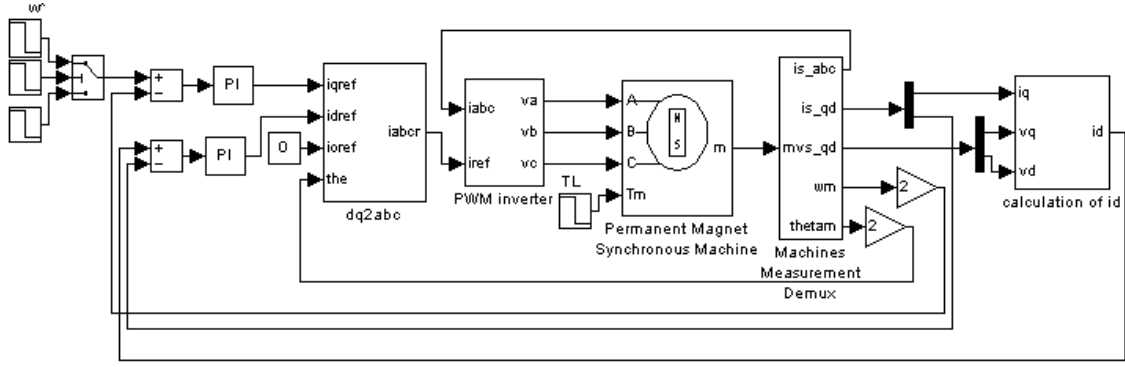 wr
+
−
PI
+
−
PI
0
iqref
idref
ioref
the
iabcr
dq2abc
iabc
iref
va
vb
vc
PWM inverter
TL
A
B
C
Tm
N
S
m
Permanent Magnet
Synchronous Machine
is_abc
is_qd
mvs_qd
wm
thetam
Machines
Measurement
Demux
2
2
iq
vq
vd
id
calculation of id